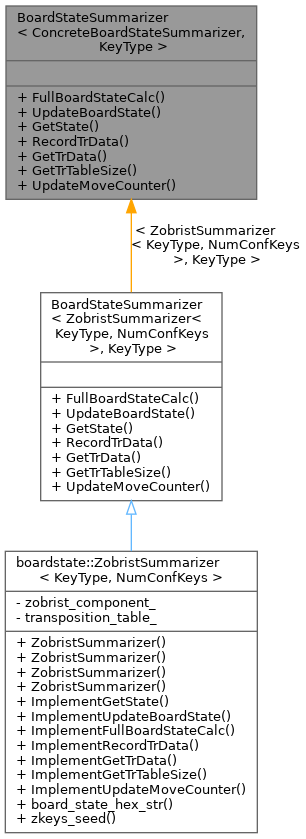 BoardStateSummarizer
< ConcreteBoardStateSummarizer,
KeyType >
+ FullBoardStateCalc()
+ UpdateBoardState()
+ GetState()
+ RecordTrData()
+ GetTrData()
+ GetTrTableSize()
+ UpdateMoveCounter()
< ZobristSummarizer
< KeyType, NumConfKeys
>, KeyType >
BoardStateSummarizer
< ZobristSummarizer<
KeyType, NumConfKeys
>, KeyType >
+ FullBoardStateCalc()
+ UpdateBoardState()
+ GetState()
+ RecordTrData()
+ GetTrData()
+ GetTrTableSize()
+ UpdateMoveCounter()
boardstate::ZobristSummarizer
< KeyType, NumConfKeys >
- zobrist_component_
- transposition_table_
+ ZobristSummarizer()
+ ZobristSummarizer()
+ ZobristSummarizer()
+ ZobristSummarizer()
+ ImplementGetState()
+ ImplementUpdateBoardState()
+ ImplementFullBoardStateCalc()
+ ImplementRecordTrData()
+ ImplementGetTrData()
+ ImplementGetTrTableSize()
+ ImplementUpdateMoveCounter()
+ board_state_hex_str()
+ zkeys_seed()